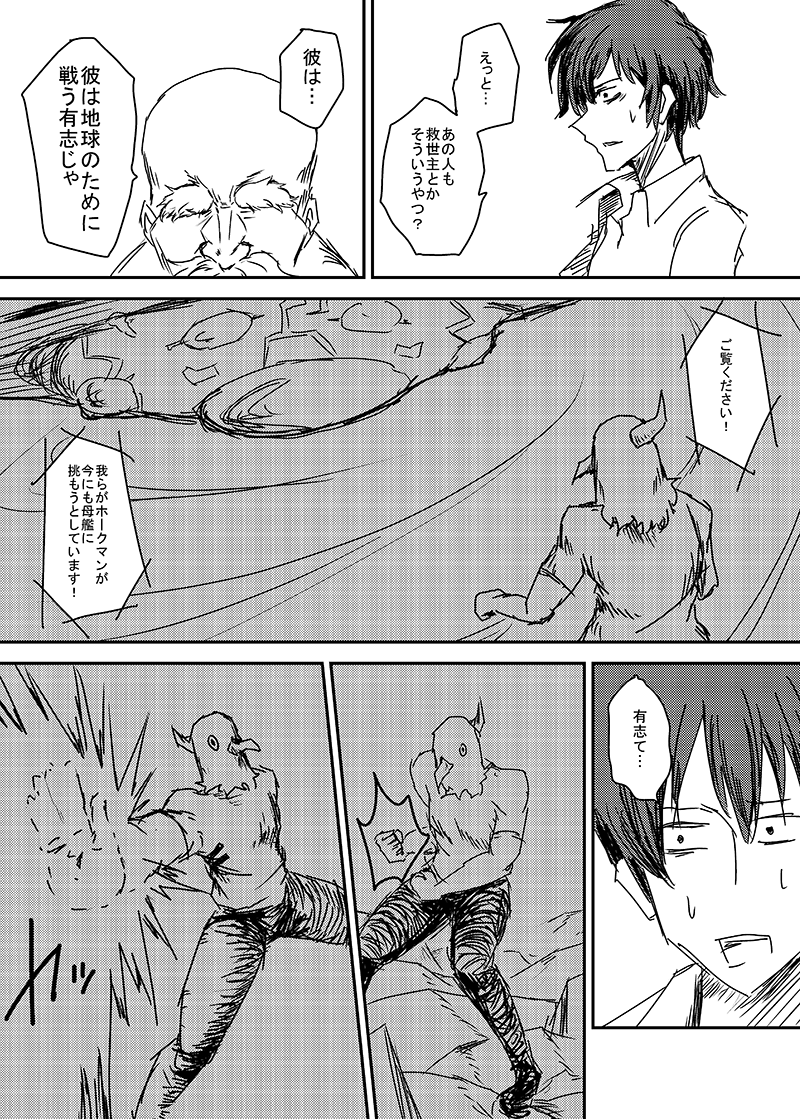 えっと…
あの人も
救世主とか
そういうやつ？
彼は…
彼は地球のために
戦う有志じゃ
ご覧ください！
我らがホークマンが
今にも母艦に
挑もうとしています！
有志て…
カッ